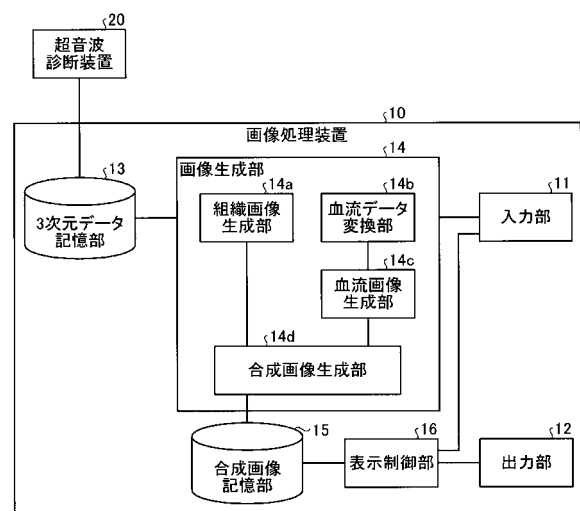 20
超音波
診断装置
10
画像処理装置
13
3次元データ
記憶部
14
画像生成部
14a
組織画像
生成部
14b
血流データ
変換部
14c
血流画像
生成部
14d
合成画像生成部
11
入力部
15
合成画像
記憶部
16
表示制御部
12
出力部